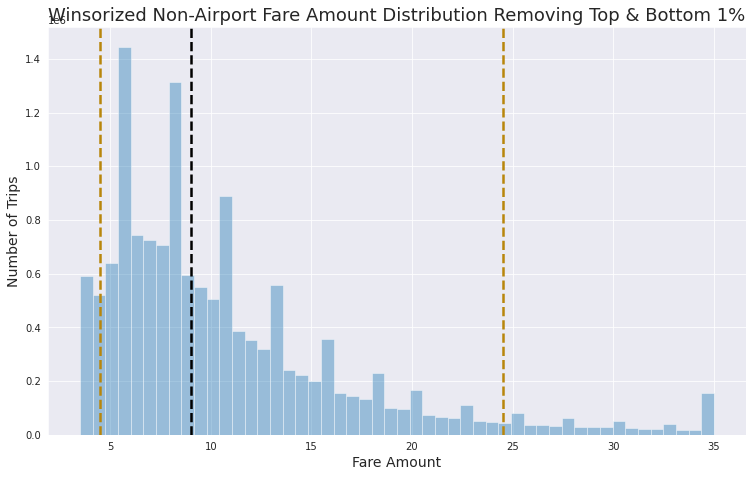 Winsorized Non-Airport Fare Amount Distribution Removing Top & Bottom 1%
1e6
1.4
1.2
1.0
0.8
0.6
0.4
0.2
0.0
Number of Trips
5 10 15 20 25 30 35
Fare Amount